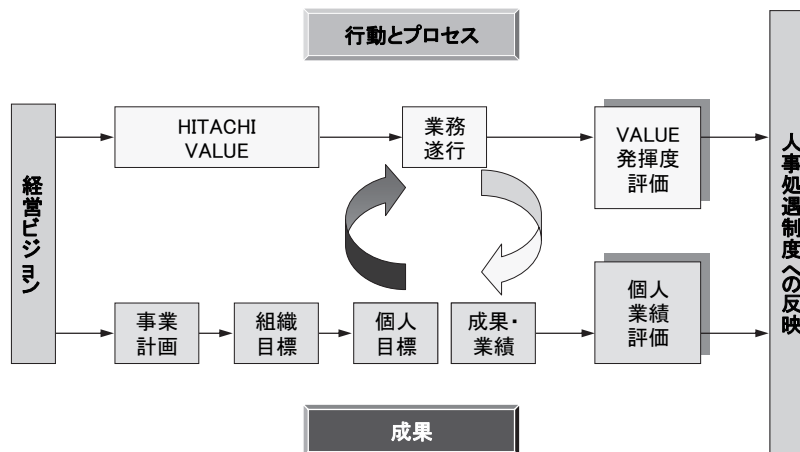 行動とプロセス
経営ビジョン
HITACHI
VALUE
業務
遂行
VALUE
発揮度
評価
事業
計画
組織
目標
個人
目標
成果・
業績
個人
業績
評価
人事処遇制度への反映
成果